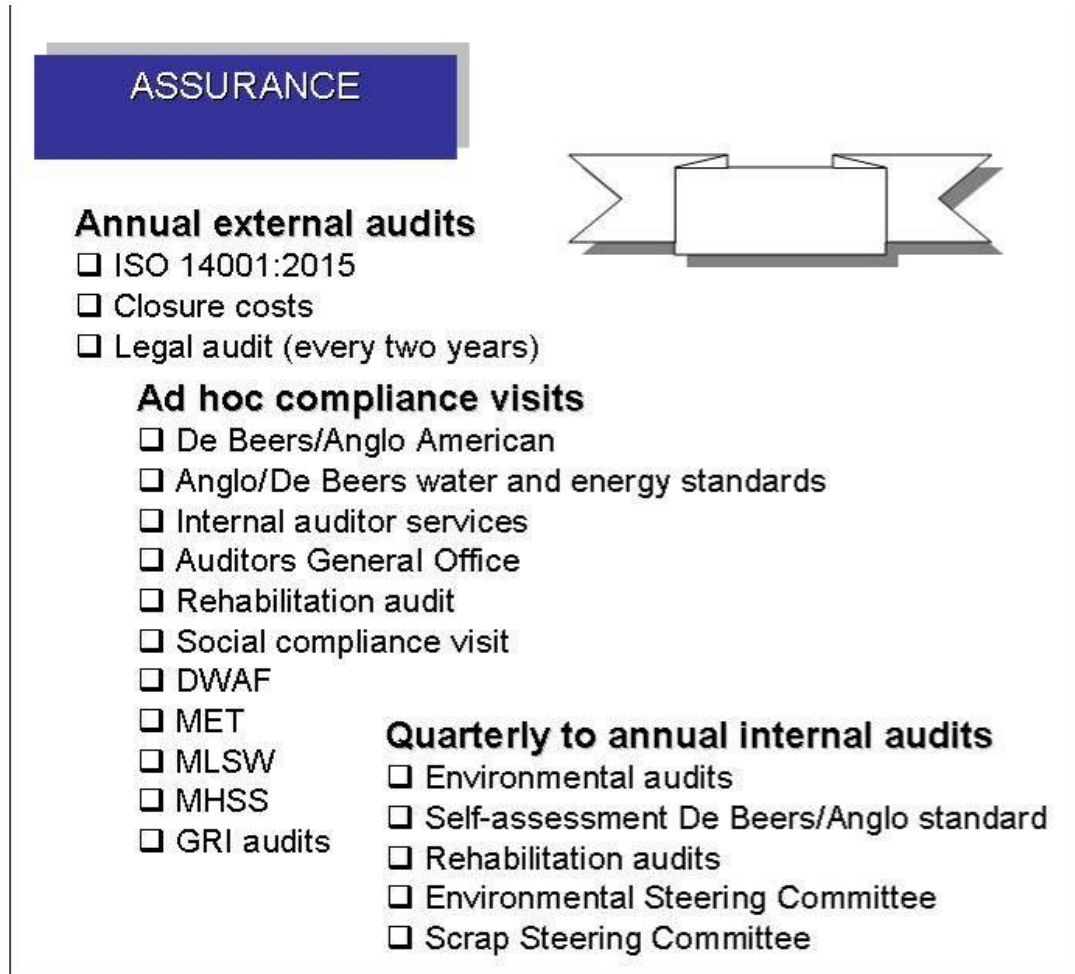 ASSURANCE
Annual external audits
❑ ISO 14001:2015
❑ Closure costs
❑ Legal audit (every two years)
Ad hoc compliance visits
❑ De Beers/Anglo American
❑ Anglo/De Beers water and energy standards
❑ Internal auditor services
❑ Auditors General Office
❑ Rehabilitation audit
❑ Social compliance visit
❑ DWAF
❑ MET
❑ MLSW
❑ MHSS
❑ GRI audits
Quarterly to annual internal audits
❑ Environmental audits
❑ Self-assessment De Beers/Anglo standard
❑ Rehabilitation audits
❑ Environmental Steering Committee
❑ Scrap Steering Committee